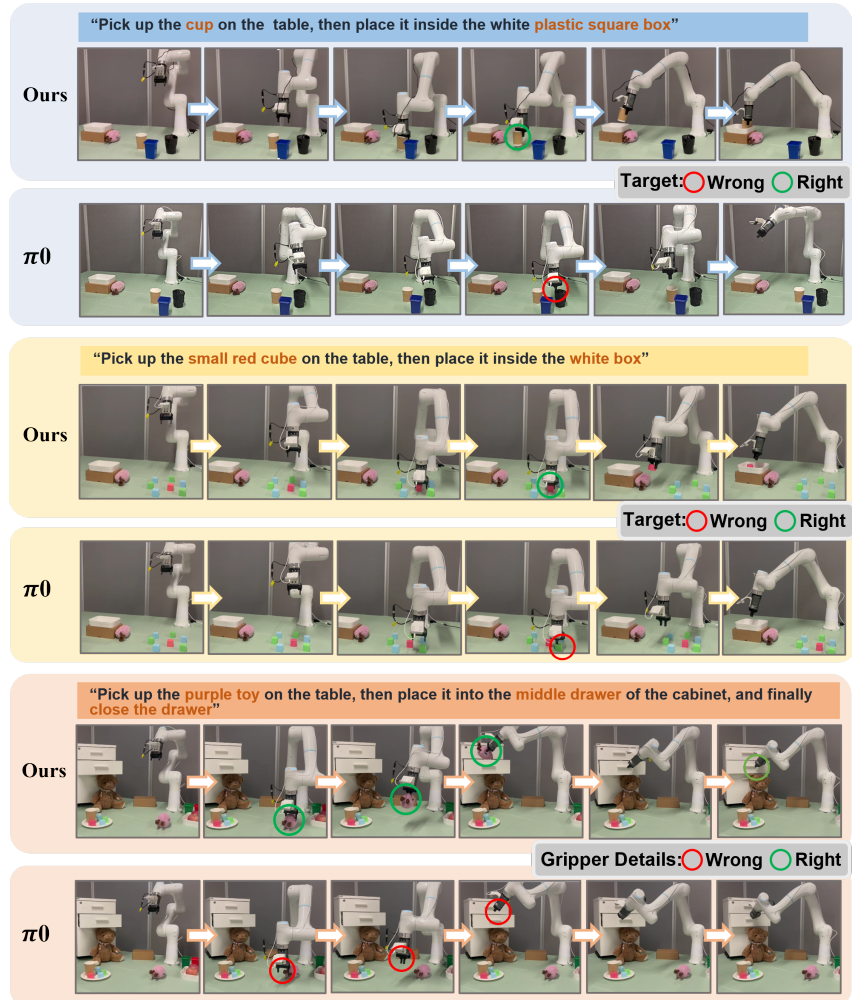 “Pick up the cup on the table, then place it inside the white plastic square box”
Ours
Target: Wrong Right
π0
“Pick up the small red cube on the table, then place it inside the white box”
Ours
Target: Wrong Right
π0
“Pick up the purple toy on the table, then place it into the middle drawer of the cabinet, and finally
close the drawer”
Ours
Gripper Details: Wrong Right
π0